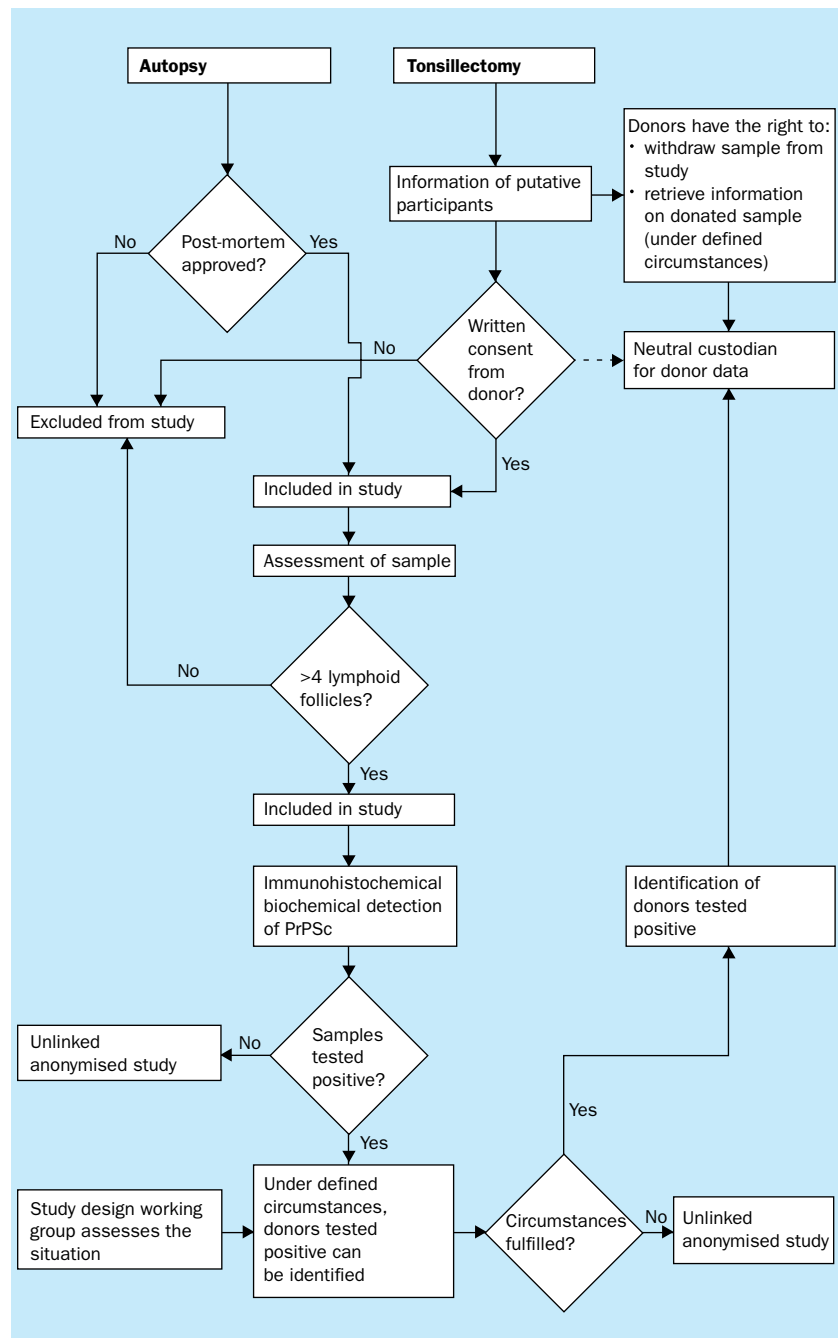 Autopsy
Tonsillectomy
Donors have the right to:
• withdraw sample from
study
• retrieve information
on donated sample
(under defined
circumstances)
Information of putative
participants
No
Post-mortem
approved?
Yes
Written
consent
from
donor?
No
Neutral custodian
for donor data
Excluded from study
Yes
Included in study
Assessment of sample
No
>4 lymphoid
follicles?
Yes
Included in study
Immunohistochemical
biochemical detection
of PrPSc
Identification of
donors tested
positive
Unlinked
anonymised study
No
Samples
tested
positive?
Yes
Yes
Study design working
group assesses the
situation
Under defined
circumstances,
donors tested
positive can
be identified
Circumstances
fulfilled?
No
Unlinked
anonymised study